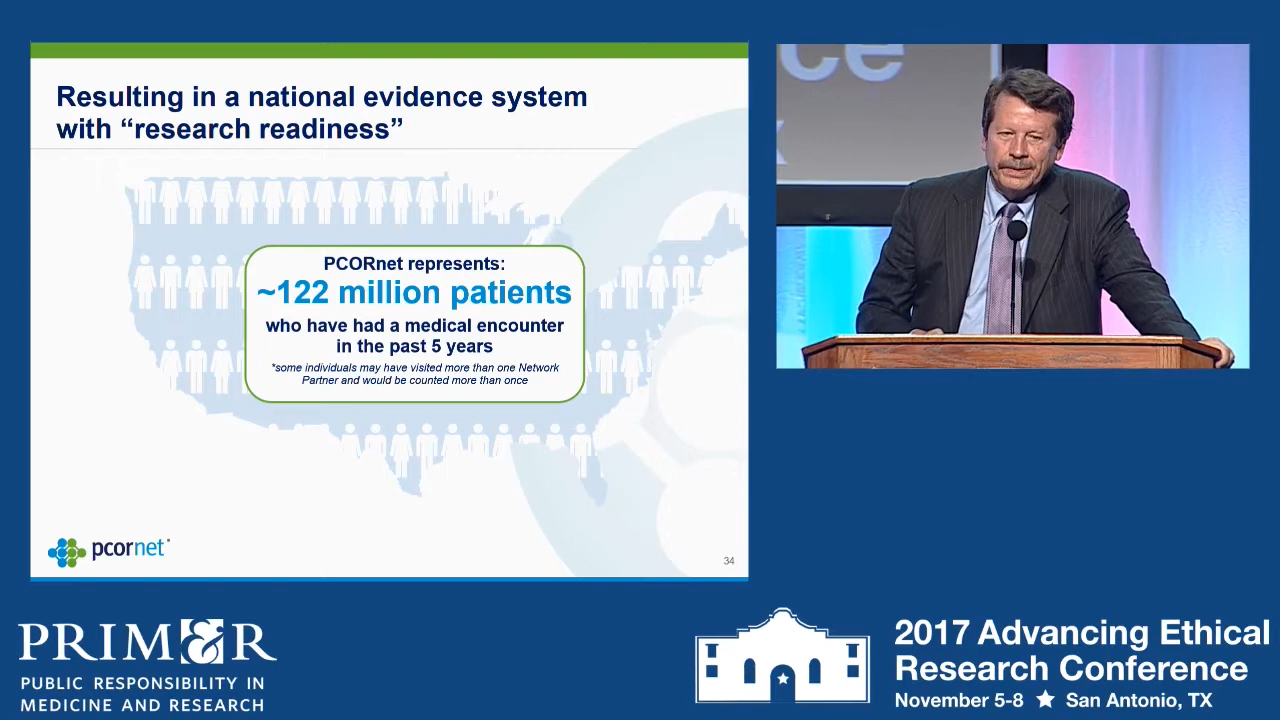 Resulting in a national evidence system
with “research readiness”
PCORnet represents:
~122 million patients
who have had a medical encounter
in the past 5 years
*some individuals may have visited more than one Network
Partner and would be counted more than once
pcornet
34
ce
PRIM&R
PUBLIC RESPONSIBILITY IN
MEDICINE AND RESEARCH
2017 Advancing Ethical
Research Conference
November 5-8 ★ San Antonio, TX